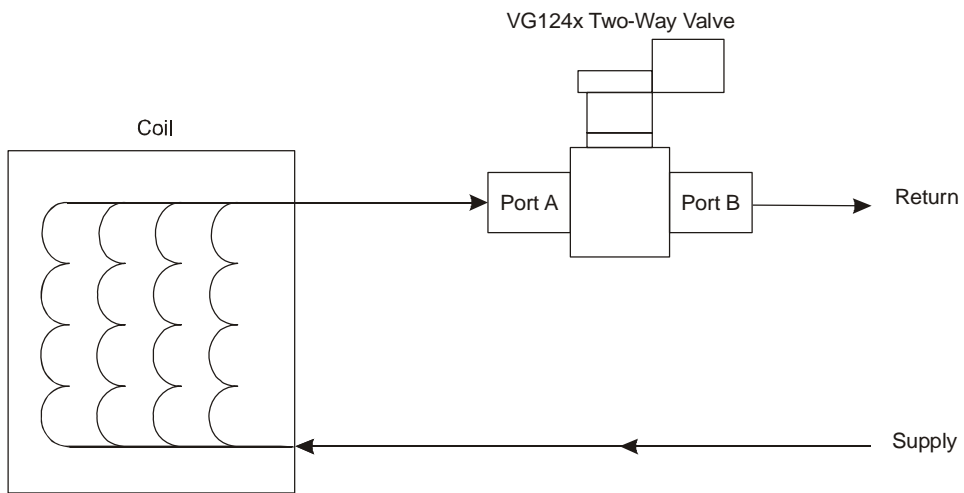 VG124x Two-Way Valve
Coil
Port A
Port B
Return
Supply